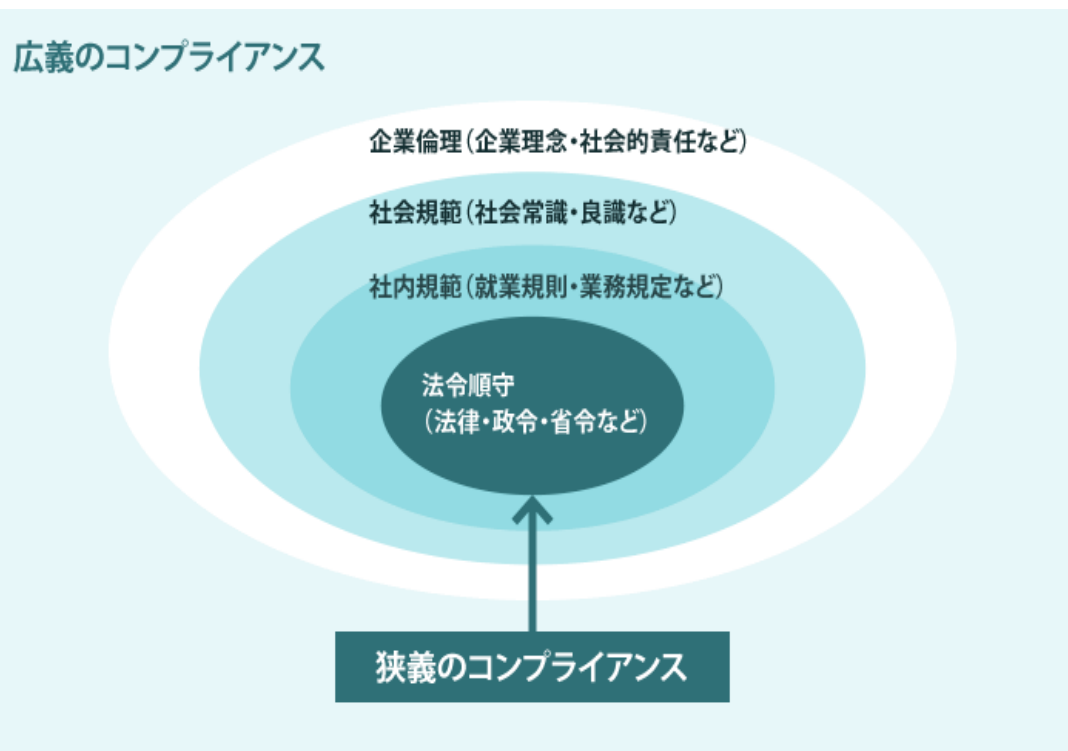 広義のコンプライアンス
企業倫理（企業理念・社会的責任など）
社会規範（社会常識・良識など）
社内規範（就業規則・業務規定など）
法令順守
（法律・政令・省令など）
狭義のコンプライアンス